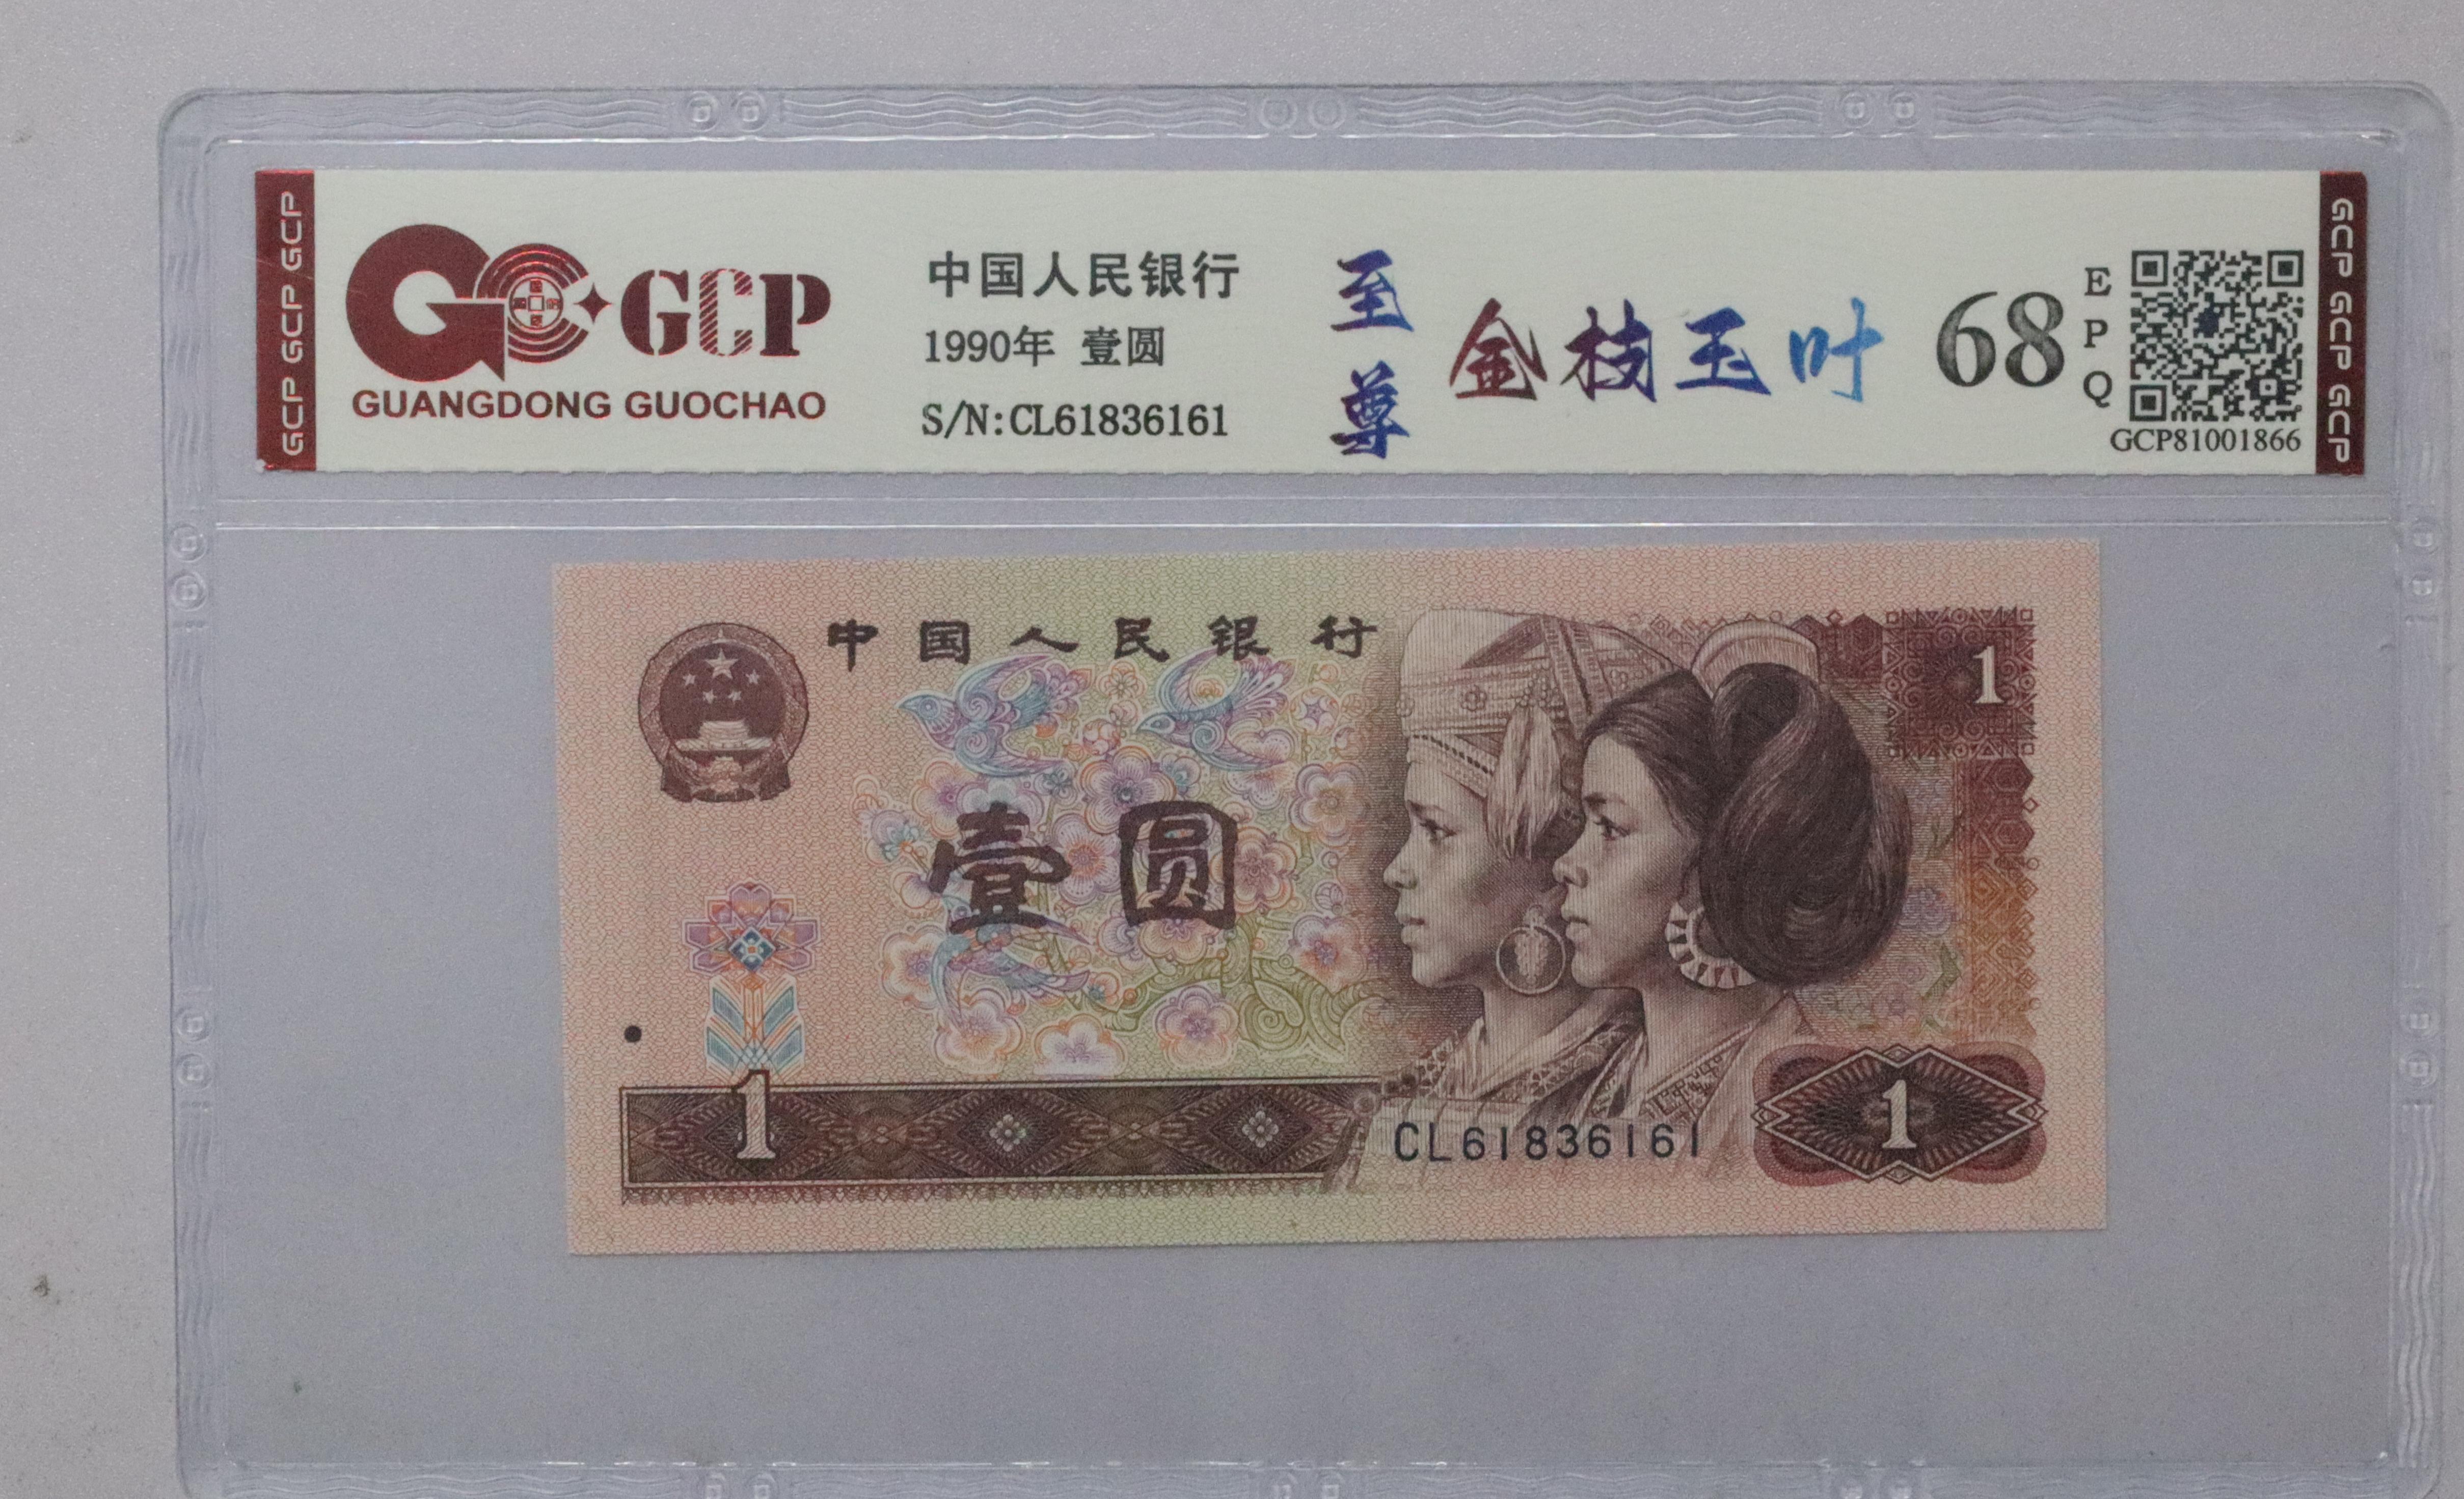 GCP GCP GCP
GCP
GUANGDONG GUOCHAO
中国人民银行
1990年 壹圆
S/N:CL61836161
至尊
金枝玉叶
68
EPQ
GCP81001866
GCP GCP GCP
中国人民银行
1
壹圆
1
CL61836161
1